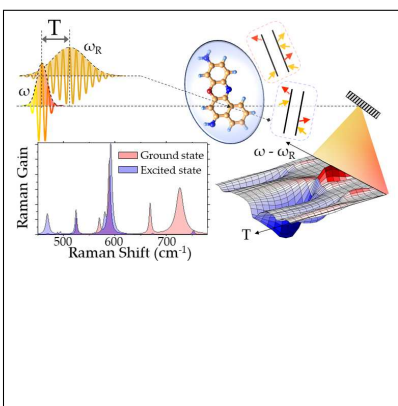 T
ωR
ω
Ground state
Excited state
Raman Gain
500
600
700
Raman Shift (cm-1)
ω - ωR
T